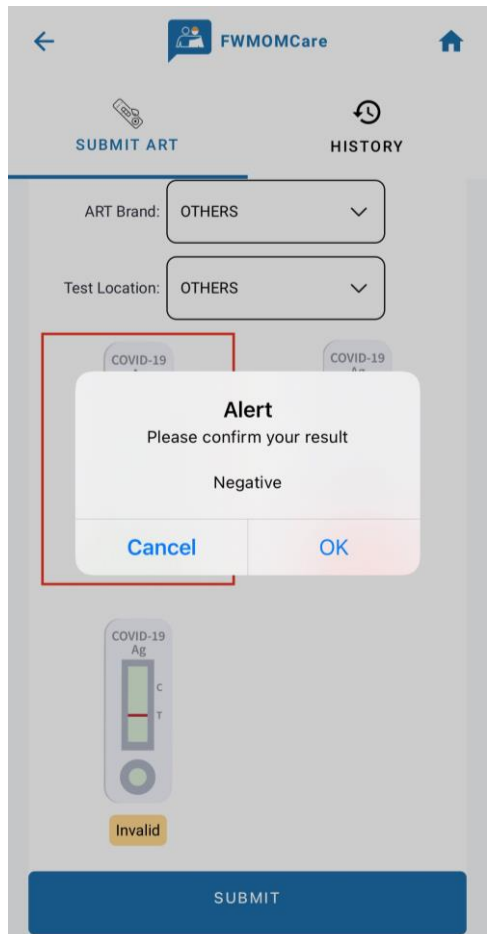 FWMOMCare
SUBMIT ART
HISTORY
ART Brand: OTHERS
Test Location: OTHERS
COVID-19
COVID-19
Alert
Please confirm your result
Negative
Cancel
OK
COVID-19
Ag
C
T
Invalid
SUBMIT